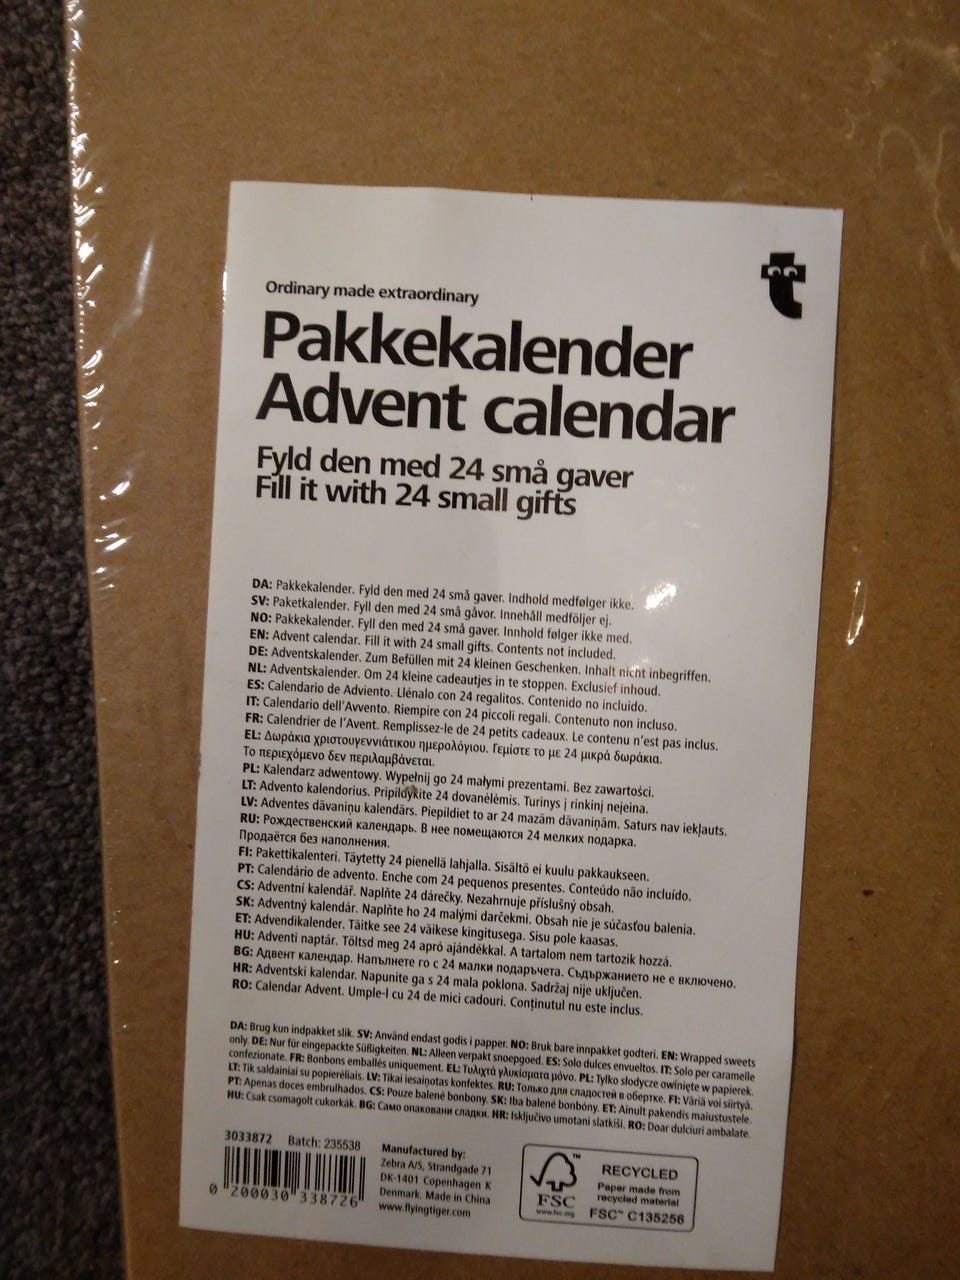 Ordinary made extraordinary
Pakkekalender
Advent calendar
Fyld den med 24 små gaver
Fill it with 24 small gifts
DA: Pakkekalender. Fyld den med 24 små gaver. Indhold medfølger ikke.
SV: Paketkalender. Fyll den med 24 små gåvor. Innehåll medföljer ej.
NO: Pakkekalender. Fyll den med 24 små gaver. Innhold følger ikke med.
EN: Advent calendar. Fill it with 24 small gifts. Contents not included.
DE: Adventskalender. Zum Befüllen mit 24 kleinen Geschenken. Inhalt nicht inbegriffen.
NL: Adventskalender. Om 24 kleine cadeautjes in te stoppen. Exclusief inhoud.
ES: Calendario de Adviento. Llénalo con 24 regalitos. Contenido no incluido.
IT: Calendario dell'Avvento. Riempire con 24 piccoli regali. Contenuto non incluso.
FR: Calendrier de l'Avent. Remplissez-le de 24 petits cadeaux. Le contenu n'est pas inclus.
EL: Δωράκια χριστουγεννιάτικου ημερολόγιου. Γεμίστε το με 24 μικρά δωράκια.
Το περιεχόμενο δεν περιλαμβάνεται.
PL: Kalendarz adwentowy. Wypełnij go 24 małymi prezentami. Bez zawartości.
LT: Advento kalendorius. Pripildykite 24 dovanėlėmis. Turinys į rinkinį neįeina.
LV: Adventes dāvaniņu kalendārs. Piepildiet to ar 24 mazām dāvaniņām. Saturs nav iekļauts.
RU: Рождественский календарь. В нее помещаются 24 мелких подарка.
Продаётся без наполнения.
FI: Pakettikalenteri. Täytetty 24 pienellä lahjalla. Sisältö ei kuulu pakkaukseen.
PT: Calendário de advento. Enche com 24 pequenos presentes. Conteúdo não incluído.
CS: Adventní kalendář. Naplňte 24 dárečky. Nezahrnuje příslušný obsah.
SK: Adventný kalendár. Naplňte ho 24 malými darčekmi. Obsah nie je súčasťou balenia.
ET: Advendikalender. Täitke see 24 väikese kingitusega. Sisu pole kaasas.
HU: Adventi naptár. Töltsd meg 24 apró ajándékkal. A tartalom nem tartozik hozzá.
BG: Адвент календар. Напълнете го с 24 малки подаръчета. Съдържанието не е включено.
HR: Adventski kalendar. Napunite ga s 24 mala poklona. Sadržaj nije uključen.
RO: Calendar Advent. Umple-l cu 24 de mici cadouri. Conținutul nu este inclus.
DA: Brug kun indpakket slik. SV: Använd endast godis i papper. NO: Bruk bare innpakket godteri. EN: Wrapped sweets
only. DE: Nur für eingepackte Süßigkeiten. NL: Alleen verpakt snoepgoed. ES: Solo dulces envueltos. IT: Solo per caramelle
confezionate. FR: Bonbons emballés uniquement. EL: Τυλιχτά γλυκίσματα μόνο. PL: Tylko słodycze owinięte w papierek.
LT: Tik saldainiai su popierėliais. LV: Tikai iesaiņotas konfektes. RU: Только для сладостей в обертке. FI: Väriä voi siirtyä.
PT: Apenas doces embrulhados. CS: Pouze balené bonbony. SK: Iba balené bonbóny. ET: Ainult pakendis maiustustele.
HU: Csak csomagolt cukorkák. BG: Само опаковани сладки. HR: Isključivo umotani slatkiši. RO: Doar dulciuri ambalate.
3033872 Batch: 235538
0 200030 338726
Manufactured by:
Zebra A/S, Strandgade 71
DK-1401 Copenhagen K
Denmark. Made in China
www.flyingtiger.com
FSC™
www.fsc.org
RECYCLED
Paper made from
recycled material
FSC™ C135256